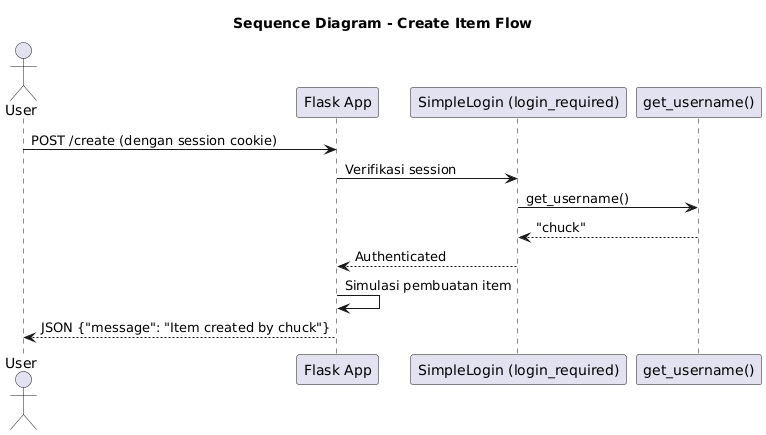 Sequence Diagram - Create Item Flow
User
Flask App
SimpleLogin (login_required)
get_username()
POST /create (dengan session cookie)
Verifikasi session
get_username()
"chuck"
Authenticated
Simulasi pembuatan item
JSON {"message": "Item created by chuck"}
User
Flask App
SimpleLogin (login_required)
get_username()